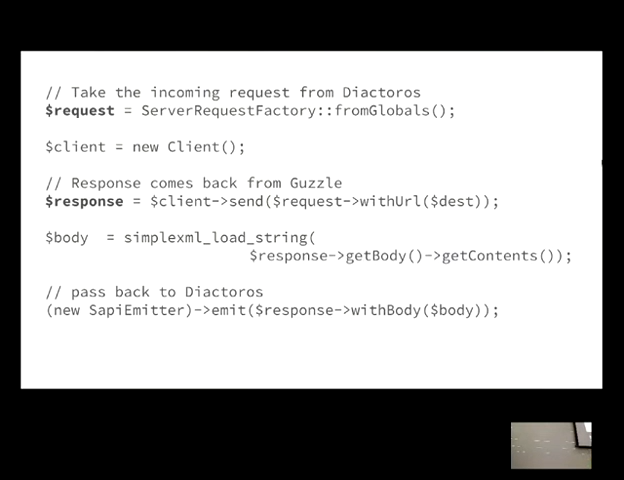 // Take the incoming request from Diactoros
$request = ServerRequestFactory::fromGlobals();
$client = new Client();
// Response comes back from Guzzle
$response = $client->send($request->withUrl($dest));
$body  = simplexml_load_string(
$response->getBody()->getContents());
// pass back to Diactoros
(new SapiEmitter)->emit($response->withBody($body));